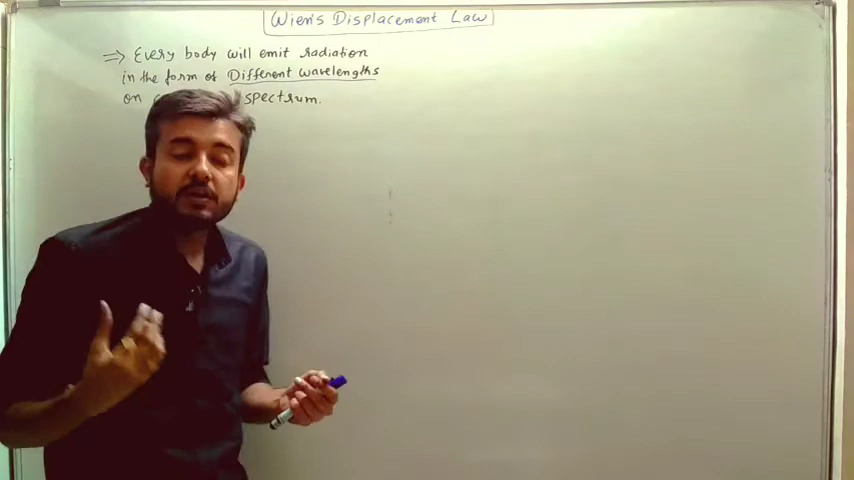 Wien's Displacement Law
⇒ Every body will emit radiation
in the form of Different wavelengths
on spectrum.